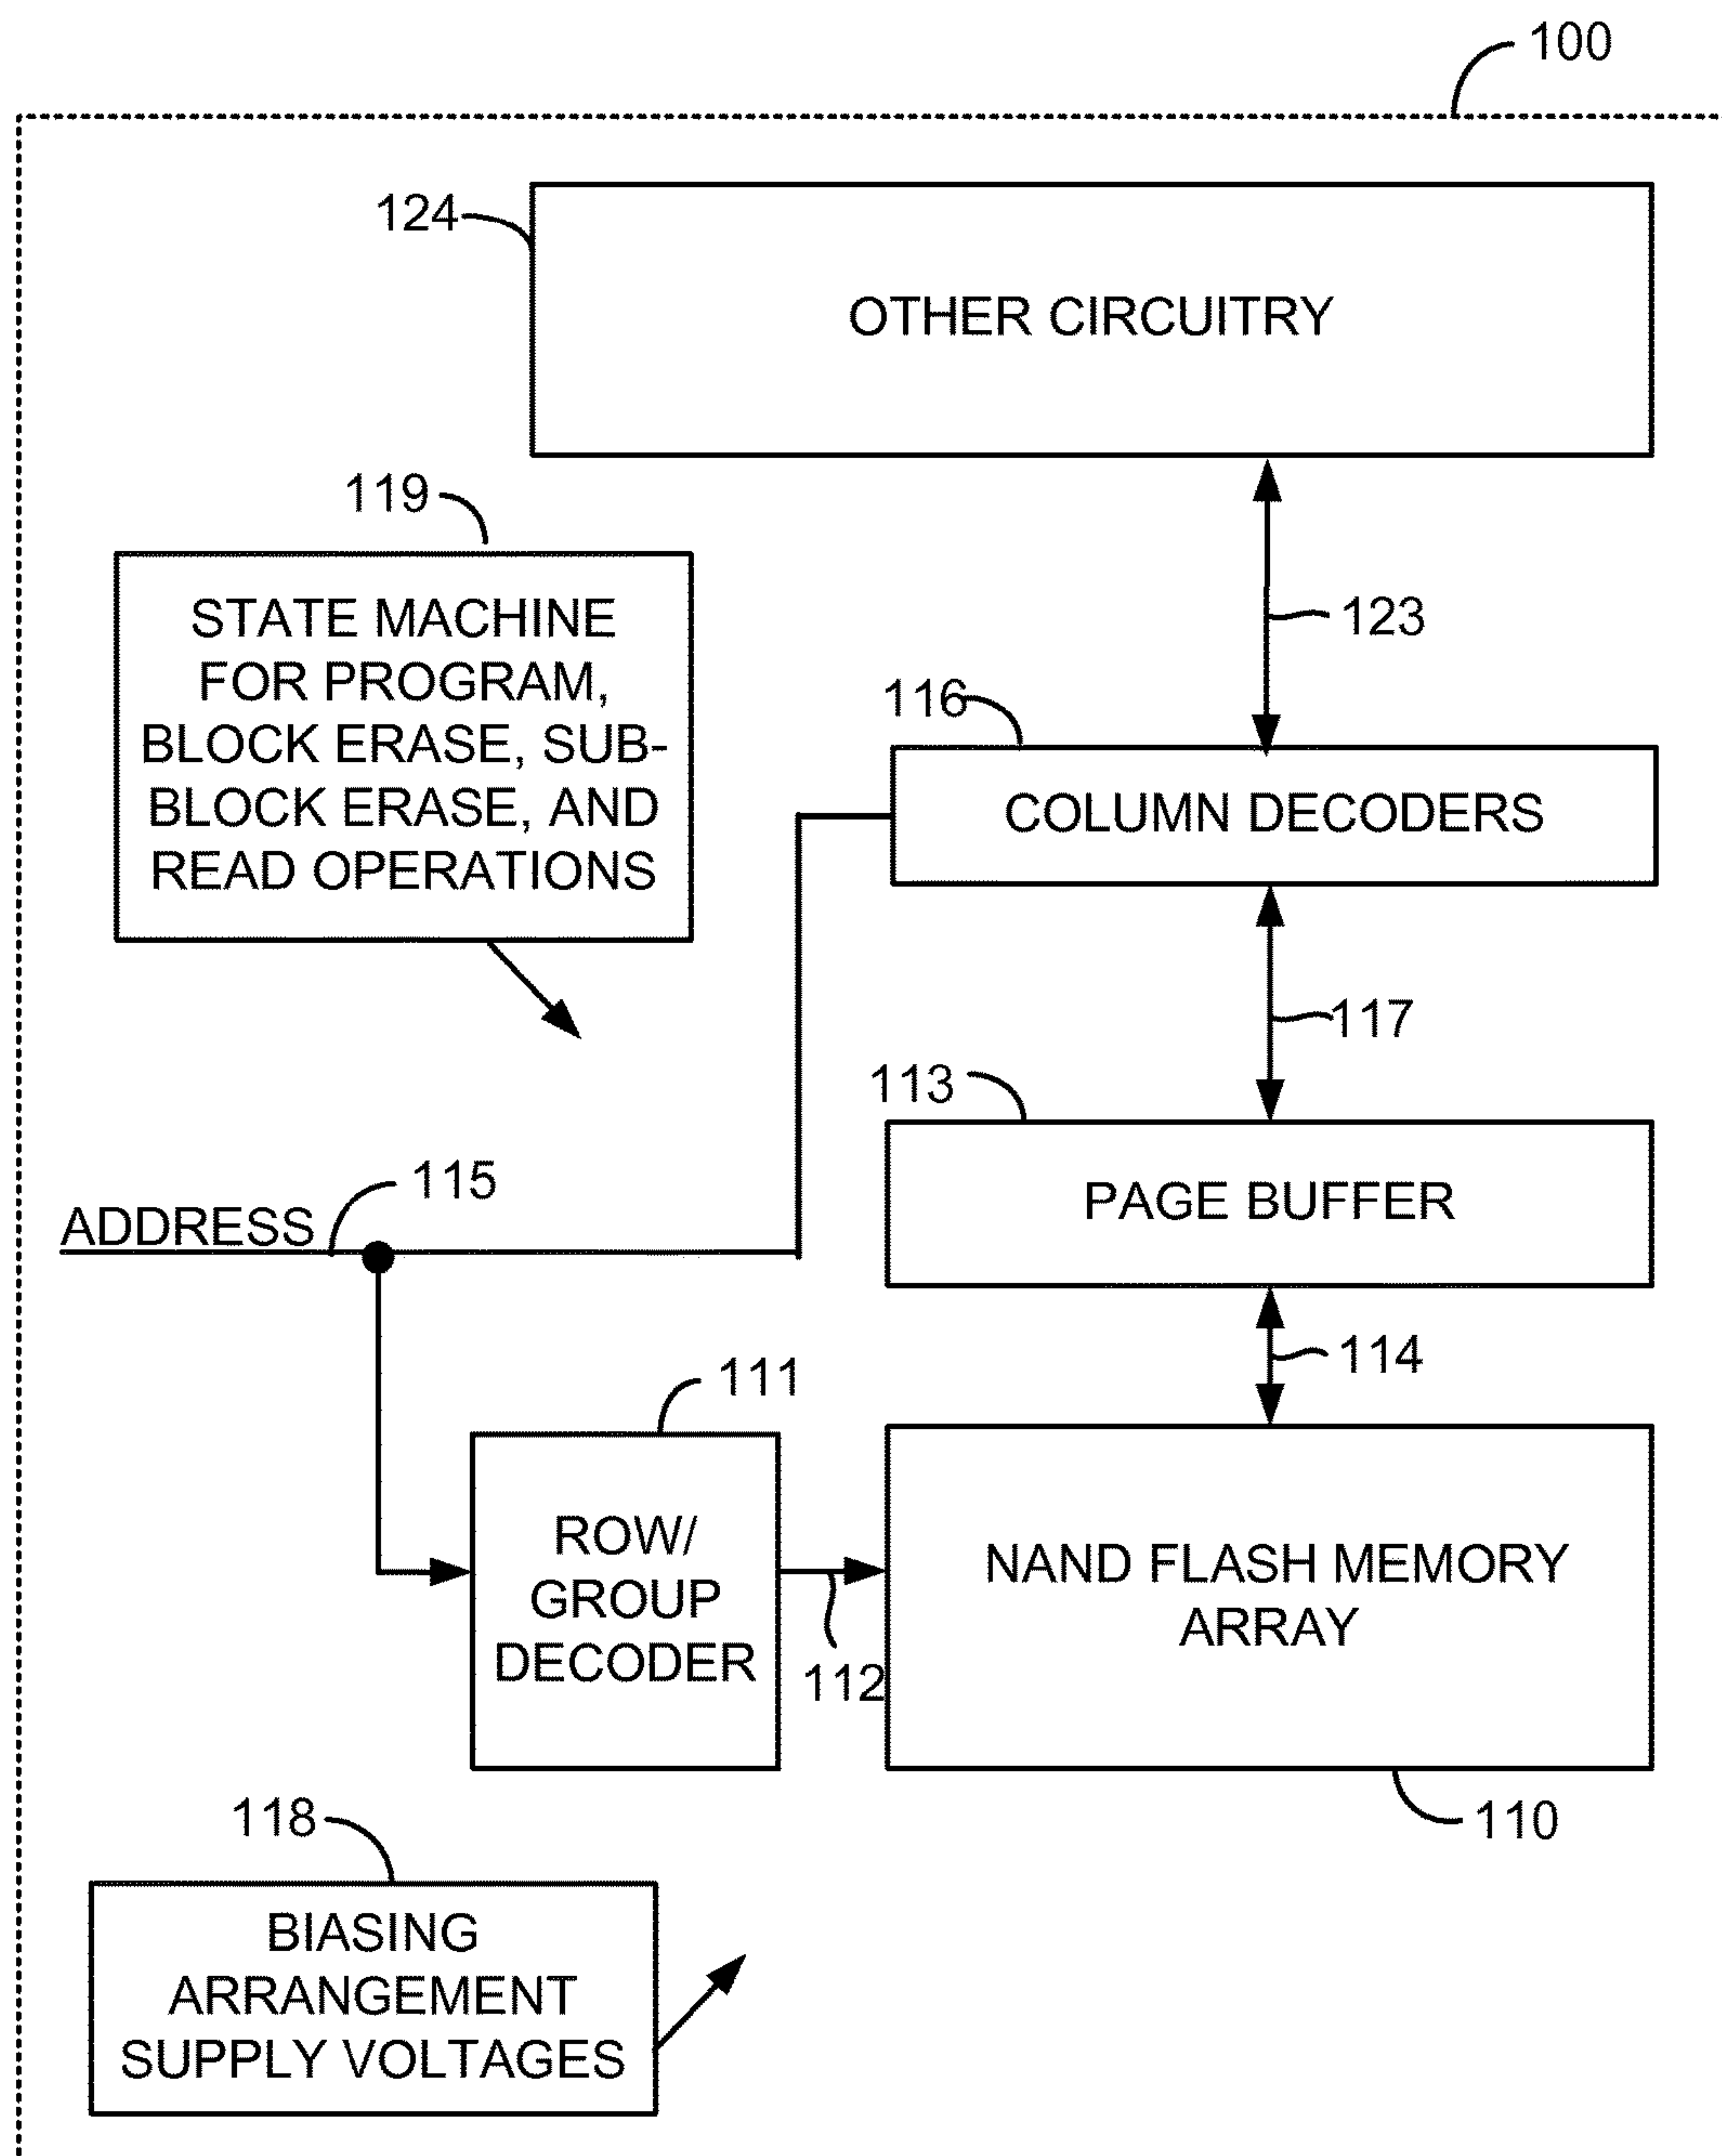 100
124
OTHER CIRCUITRY
119
STATE MACHINE
FOR PROGRAM,
BLOCK ERASE, SUB-
BLOCK ERASE, AND
READ OPERATIONS
123
116
COLUMN DECODERS
117
113
PAGE BUFFER
115
ADDRESS
114
111
ROW/
GROUP
DECODER
112
NAND FLASH MEMORY
ARRAY
110
118
BIASING
ARRANGEMENT
SUPPLY VOLTAGES